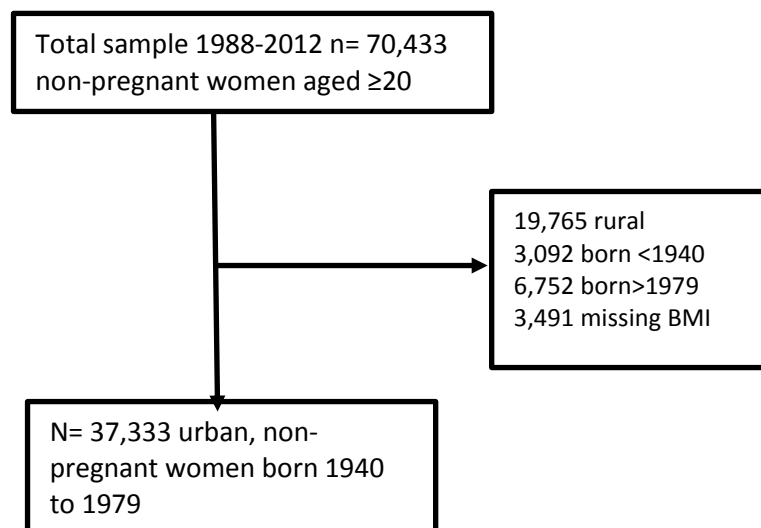 Total sample 1988-2012 n= 70,433
non-pregnant women aged ≥20
19,765 rural
3,092 born <1940
6,752 born>1979
3,491 missing BMI
N= 37,333 urban, non-
pregnant women born 1940
to 1979